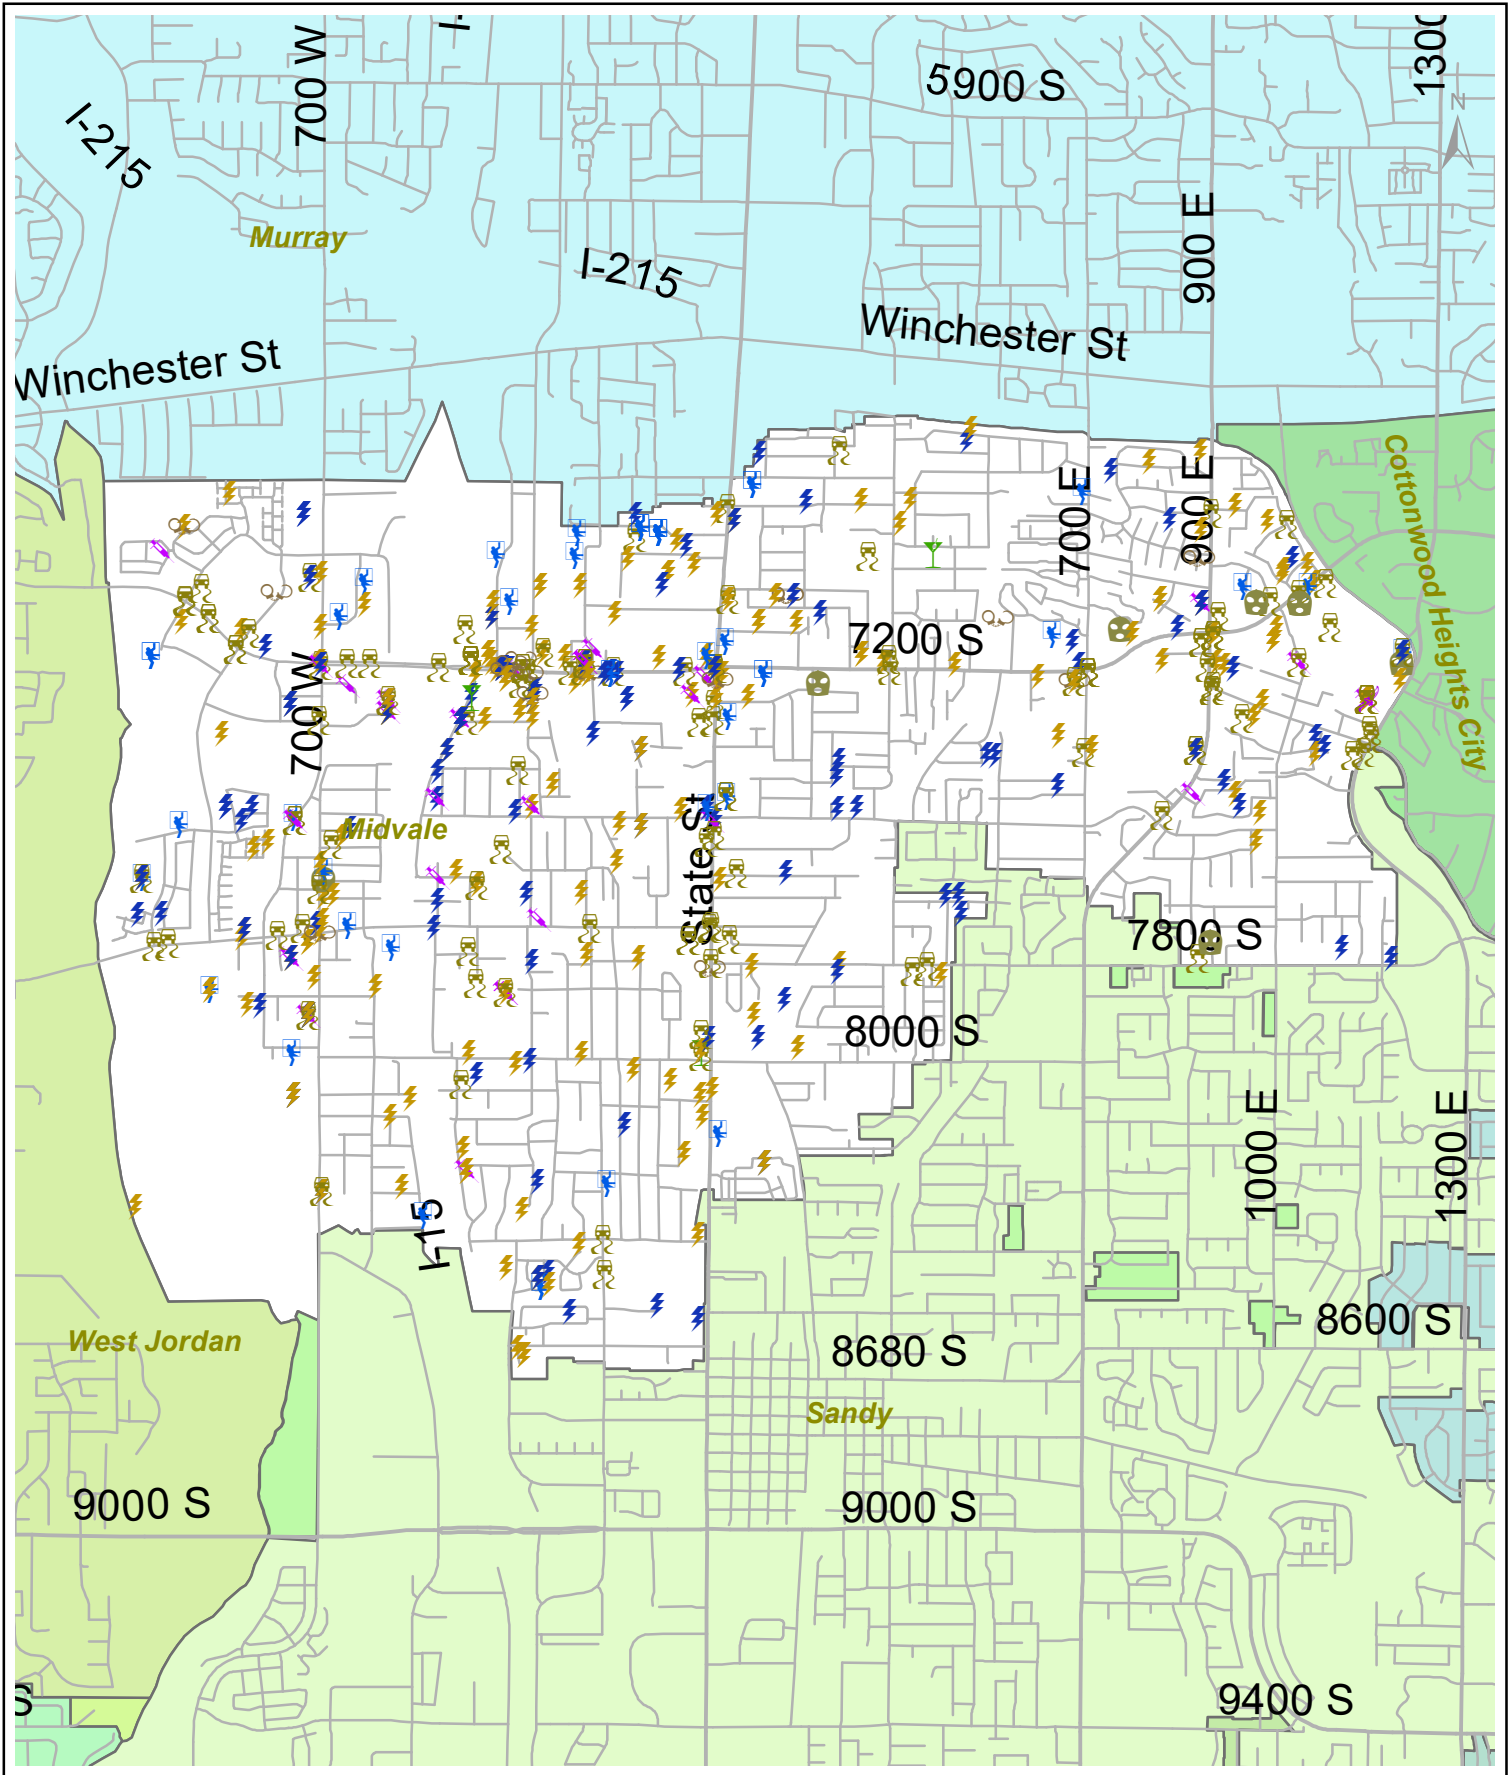 I-
700 W
1300
5900 S
I-215
N
Murray
900 E
I-215
Winchester St
Winchester St
Cottonwood Heights City
700 E
900 E
7200 S
700 W
Midvale
State St
7800 S
8000 S
1000 E
1300 E
I-15
West Jordan
8600 S
8680 S
Sandy
9000 S
9000 S
S
9400 S